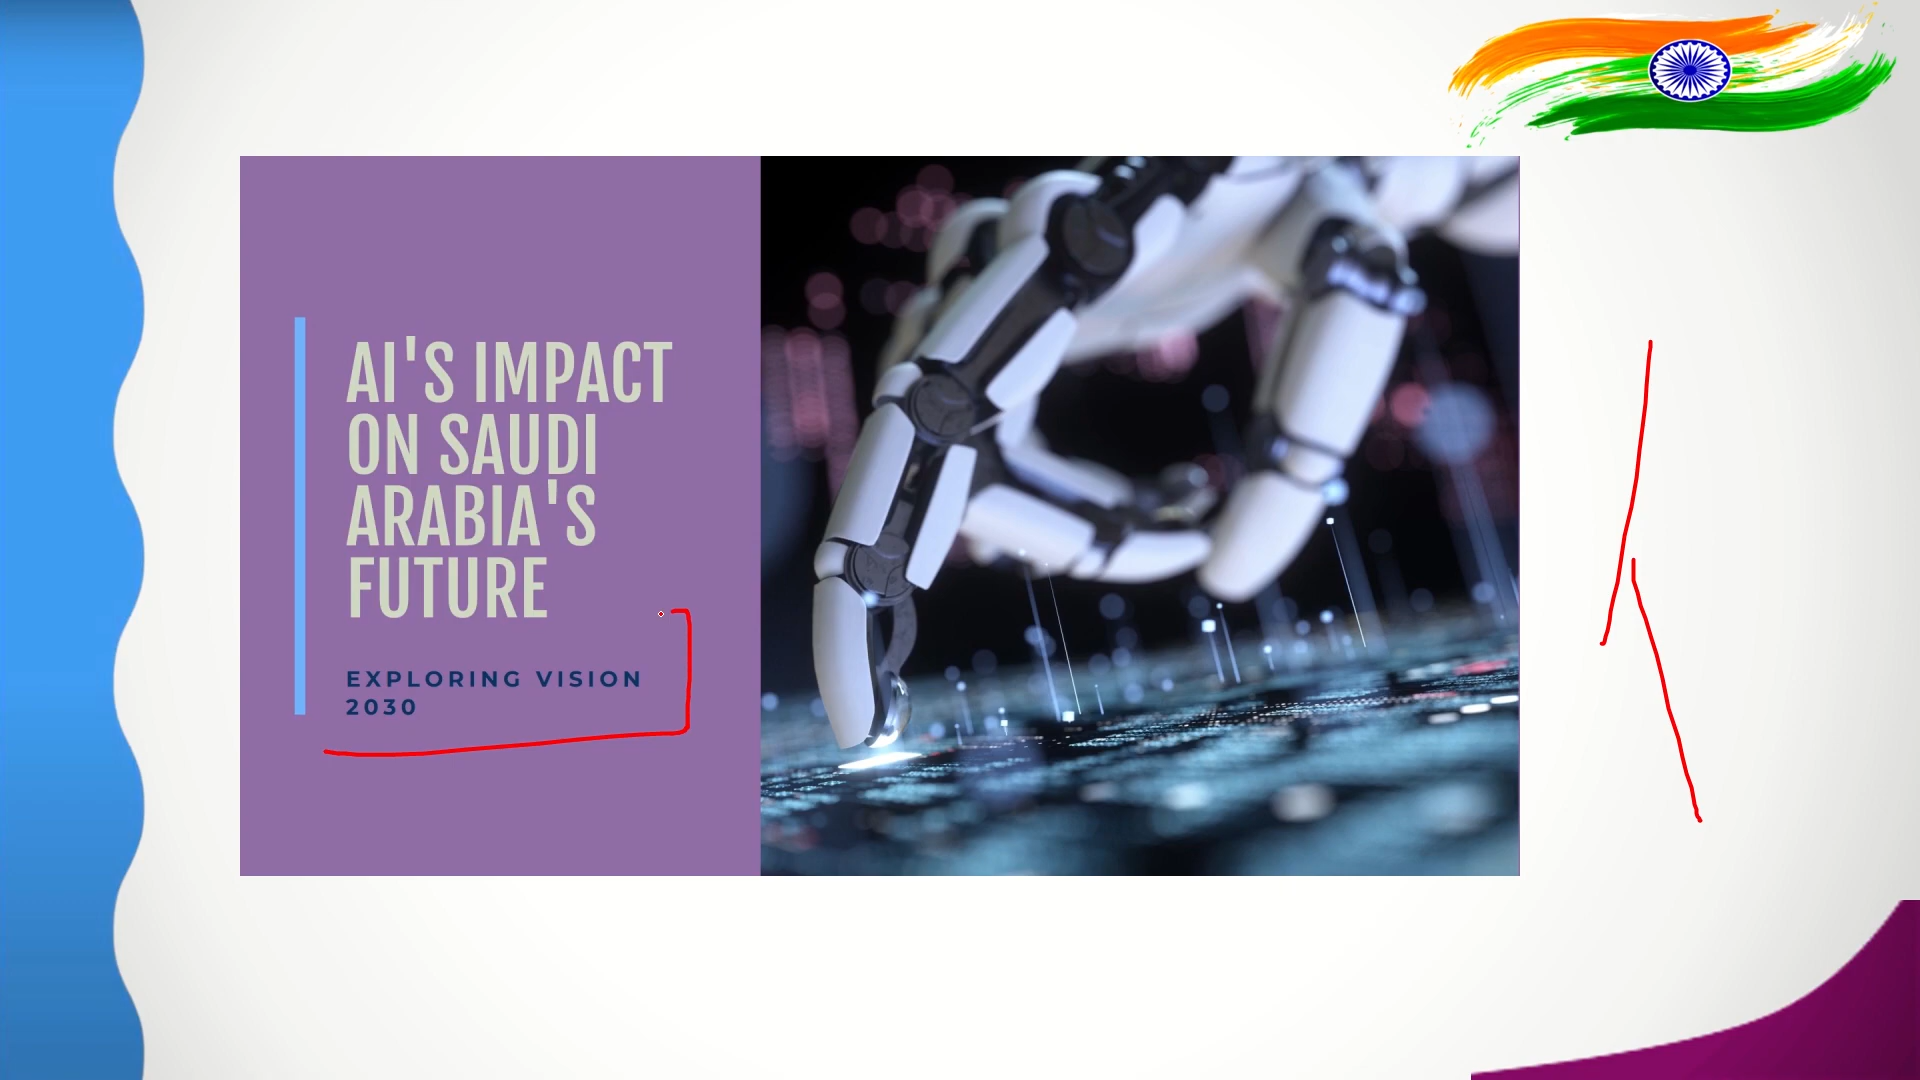 AI'S IMPACT
ON SAUDI
ARABIA'S
FUTURE
EXPLORING VISION
2030